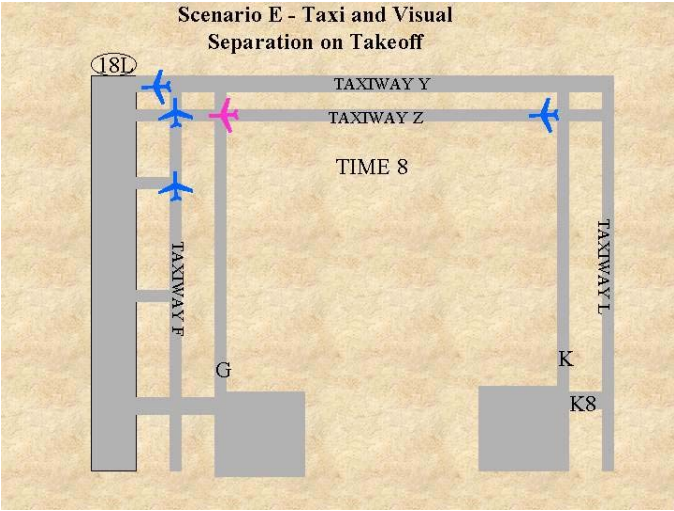 Scenario E - Taxi and Visual
Separation on Takeoff
18L
TAXIWAY Y
TAXIWAY Z
TIME 8
TAXIWAY F
TAXIWAY L
G
K
K8